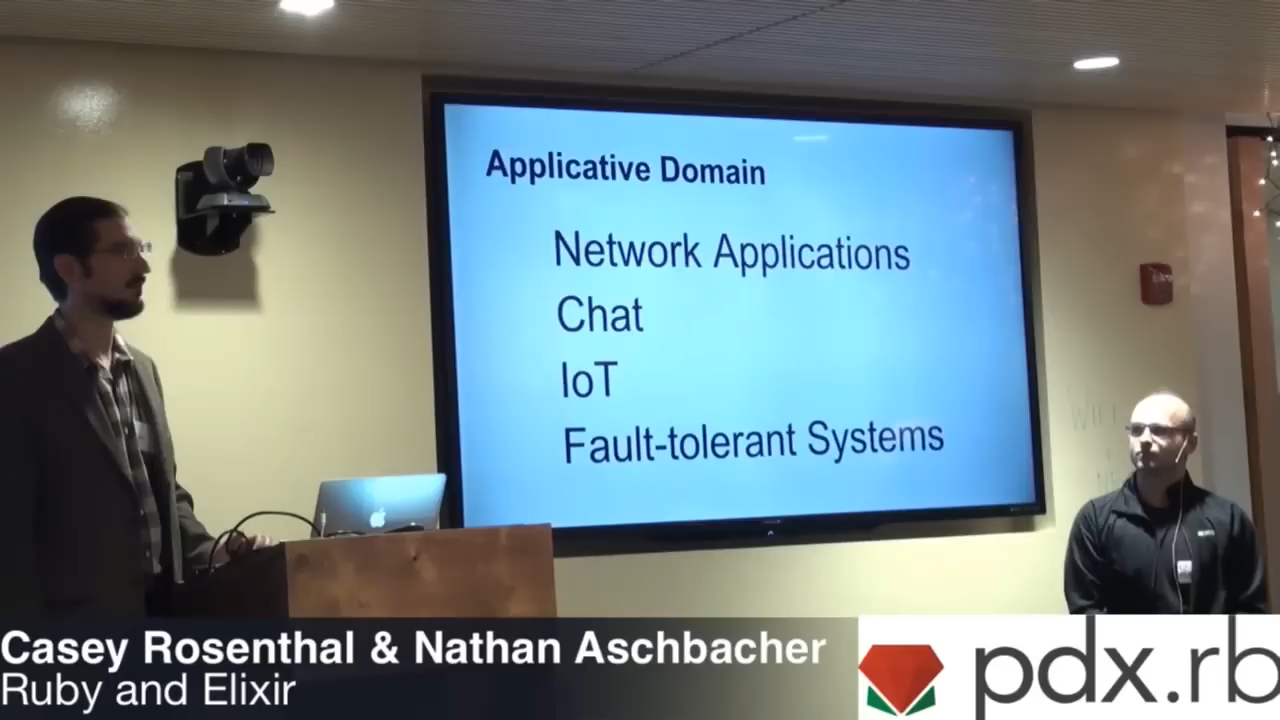 Applicative Domain
Network Applications
Chat
IoT
Fault-tolerant Systems
Casey Rosenthal & Nathan Aschbacher
Ruby and Elixir
pdx.rb